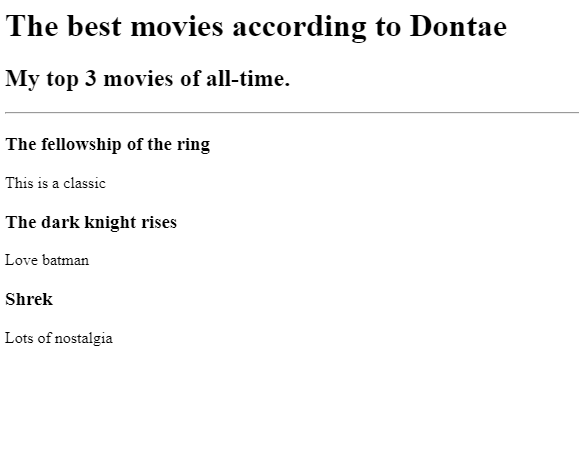 The best movies according to Dontae
My top 3 movies of all-time.
The fellowship of the ring
This is a classic
The dark knight rises
Love batman
Shrek
Lots of nostalgia